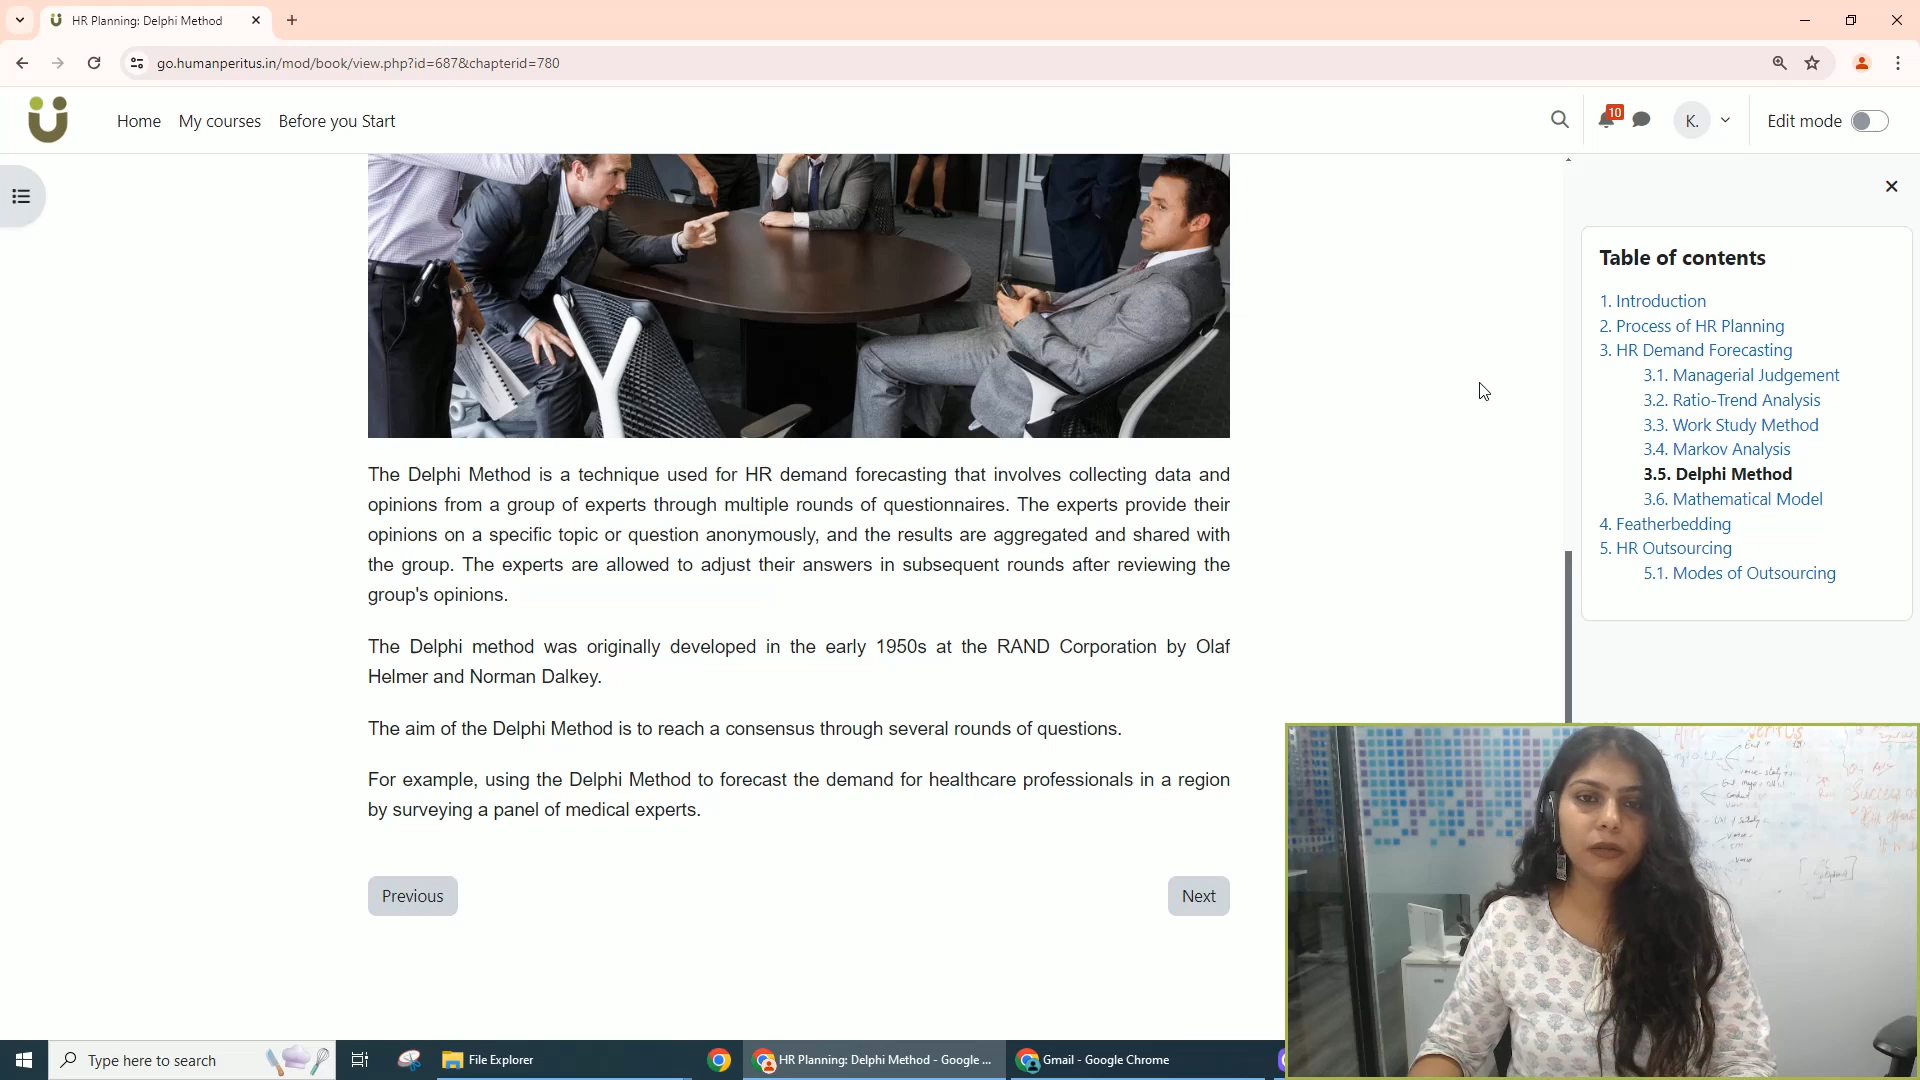 HR Planning: Delphi Method
go.humanperitus.in/mod/book/view.php?id=687&chapterid=780
Home My courses Before you Start
10
K.
Edit mode
Table of contents
1. Introduction
2. Process of HR Planning
3. HR Demand Forecasting
3.1. Managerial Judgement
3.2. Ratio-Trend Analysis
3.3. Work Study Method
3.4. Markov Analysis
3.5. Delphi Method
3.6. Mathematical Model
4. Featherbedding
5. HR Outsourcing
5.1. Modes of Outsourcing
The Delphi Method is a technique used for HR demand forecasting that involves collecting data and
opinions from a group of experts through multiple rounds of questionnaires. The experts provide their
opinions on a specific topic or question anonymously, and the results are aggregated and shared with
the group. The experts are allowed to adjust their answers in subsequent rounds after reviewing the
group's opinions.
The Delphi method was originally developed in the early 1950s at the RAND Corporation by Olaf
Helmer and Norman Dalkey.
The aim of the Delphi Method is to reach a consensus through several rounds of questions.
For example, using the Delphi Method to forecast the demand for healthcare professionals in a region
by surveying a panel of medical experts.
Previous
Next
Type here to search
File Explorer
HR Planning: Delphi Method - Google ...
Gmail - Google Chrome